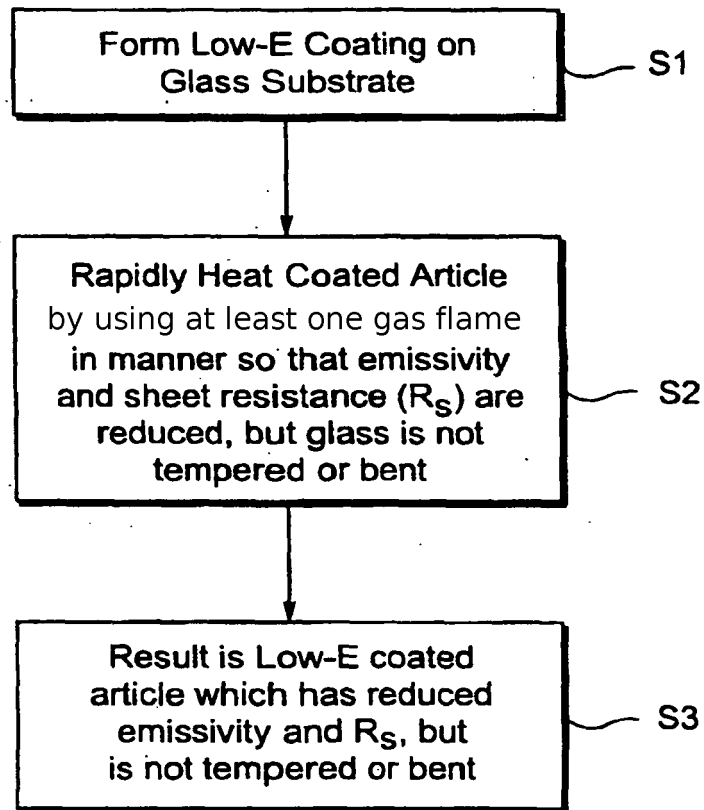 Form Low-E Coating on
Glass Substrate
S1
Rapidly Heat Coated Article
by using at least one gas flame
in manner so that emissivity
and sheet resistance (RS) are
reduced, but glass is not
tempered or bent
S2
Result is Low-E coated
article which has reduced
emissivity and RS, but
is not tempered or bent
S3